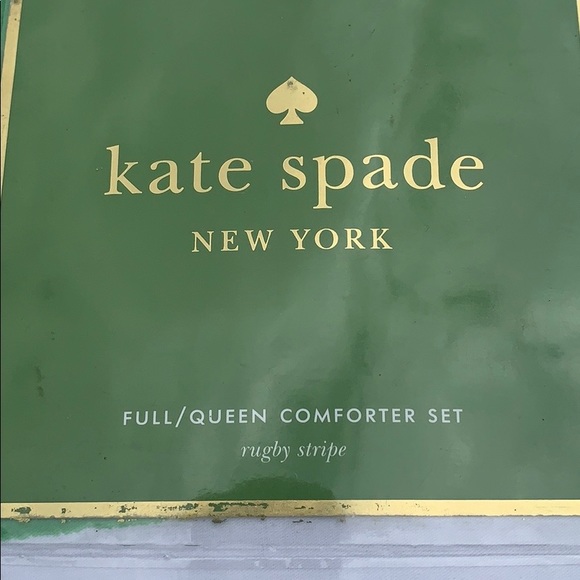 kate spade
NEW YORK
FULL/QUEEN COMFORTER SET
rugby stripe